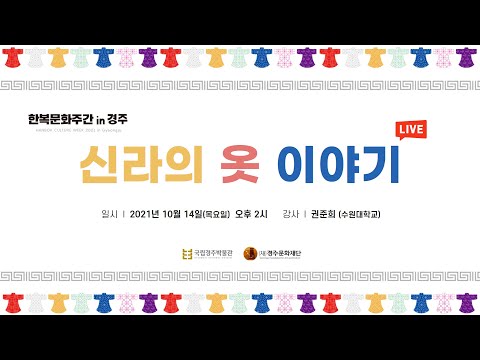 한복문화주간 in 경주
HANBOK CULTURE WEEK 2021 in Gyeongju
LIVE
신라의 옷 이야기
일시 | 2021년 10월 14일(목요일) 오후 2시 강사 | 권준희 (수원대학교)
국립경주박물관 (재)경주문화재단